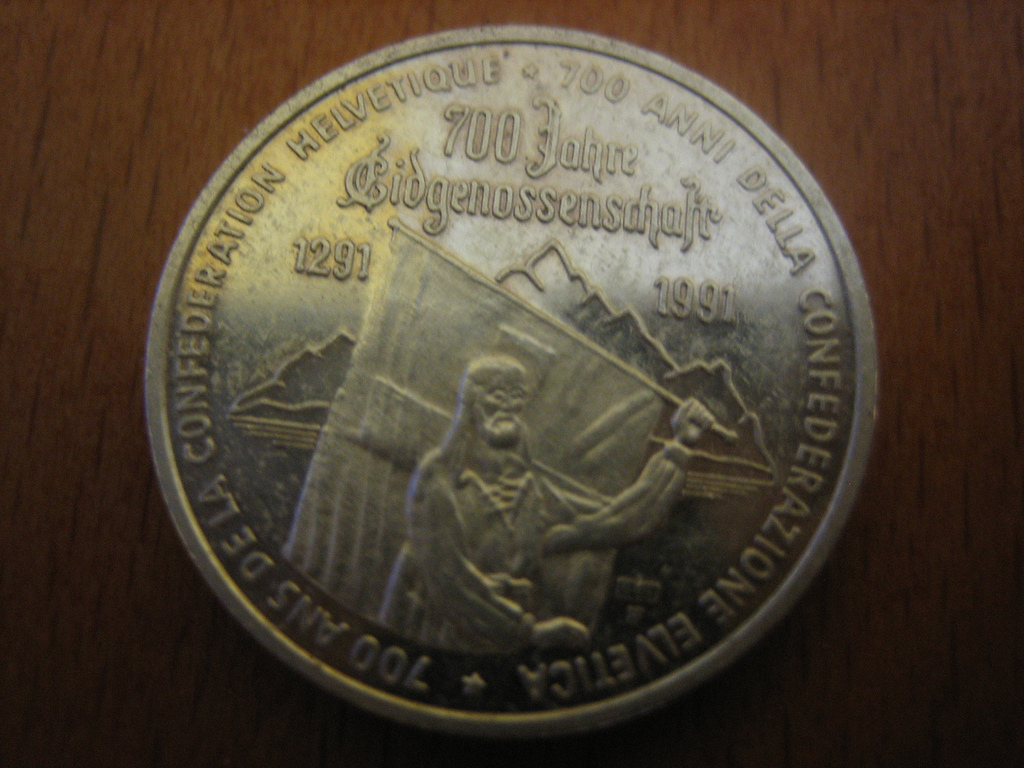 700 ANS DE LA CONFEDERATION HELVETIQUE * 700 ANNI DELLA CONFEDERAZIONE ELVETICA *
700 Jahre
Eidgenossenschaft
1291
1991